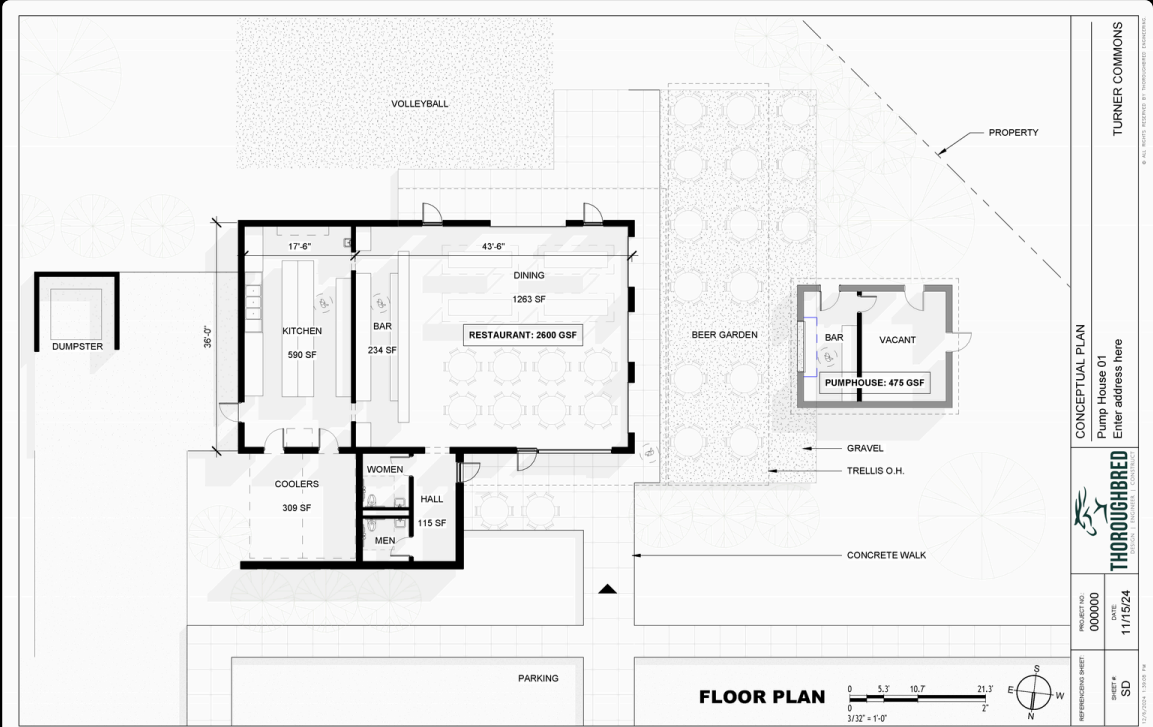 VOLLEYBALL
PROPERTY
17'-6"
43'-6"
DINING
1263 SF
36'-0"
KITCHEN
590 SF
BAR
234 SF
RESTAURANT: 2600 GSF
BEER GARDEN
BAR
VACANT
PUMPHOUSE: 475 GSF
DUMPSTER
GRAVEL
TRELLIS O.H.
WOMEN
COOLERS
309 SF
HALL
115 SF
MEN
CONCRETE WALK
PARKING
FLOOR PLAN
0 5.3' 10.7' 21.3'
0 2"
3/32" = 1'-0"
S
E W
N
TURNER COMMONS
© ALL RIGHTS RESERVED BY THOROUGHBRED ENGINEERING
CONCEPTUAL PLAN
Pump House 01
Enter address here
THOROUGHBRED
DESIGN | ENGINEER | CONSTRUCT
PROJECT NO.:
000000
DATE:
11/15/24
REFERENCING SHEET:
SHEET #:
SD